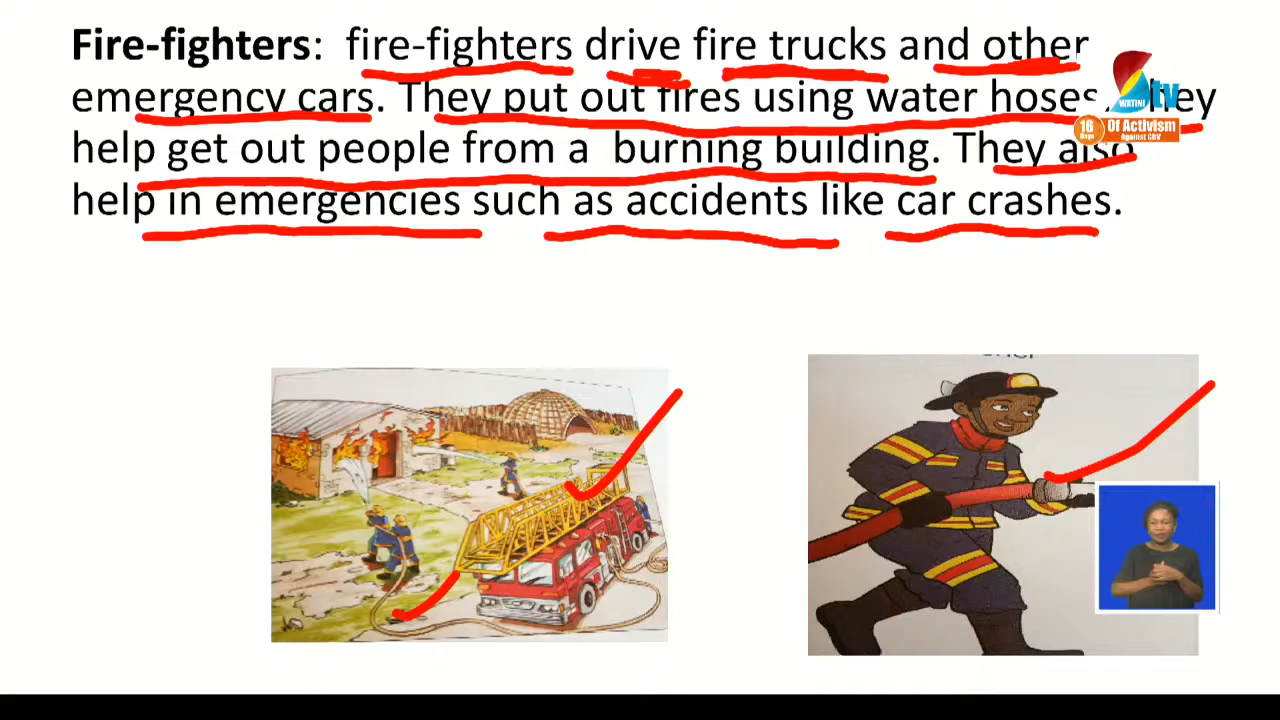 Fire-fighters: fire-fighters drive fire trucks and other
emergency cars. They put out fires using water hoses. They
help get out people from a burning building. They also
help in emergencies such as accidents like car crashes.
WATINI tv
16 Days Of Activism
Against GBV